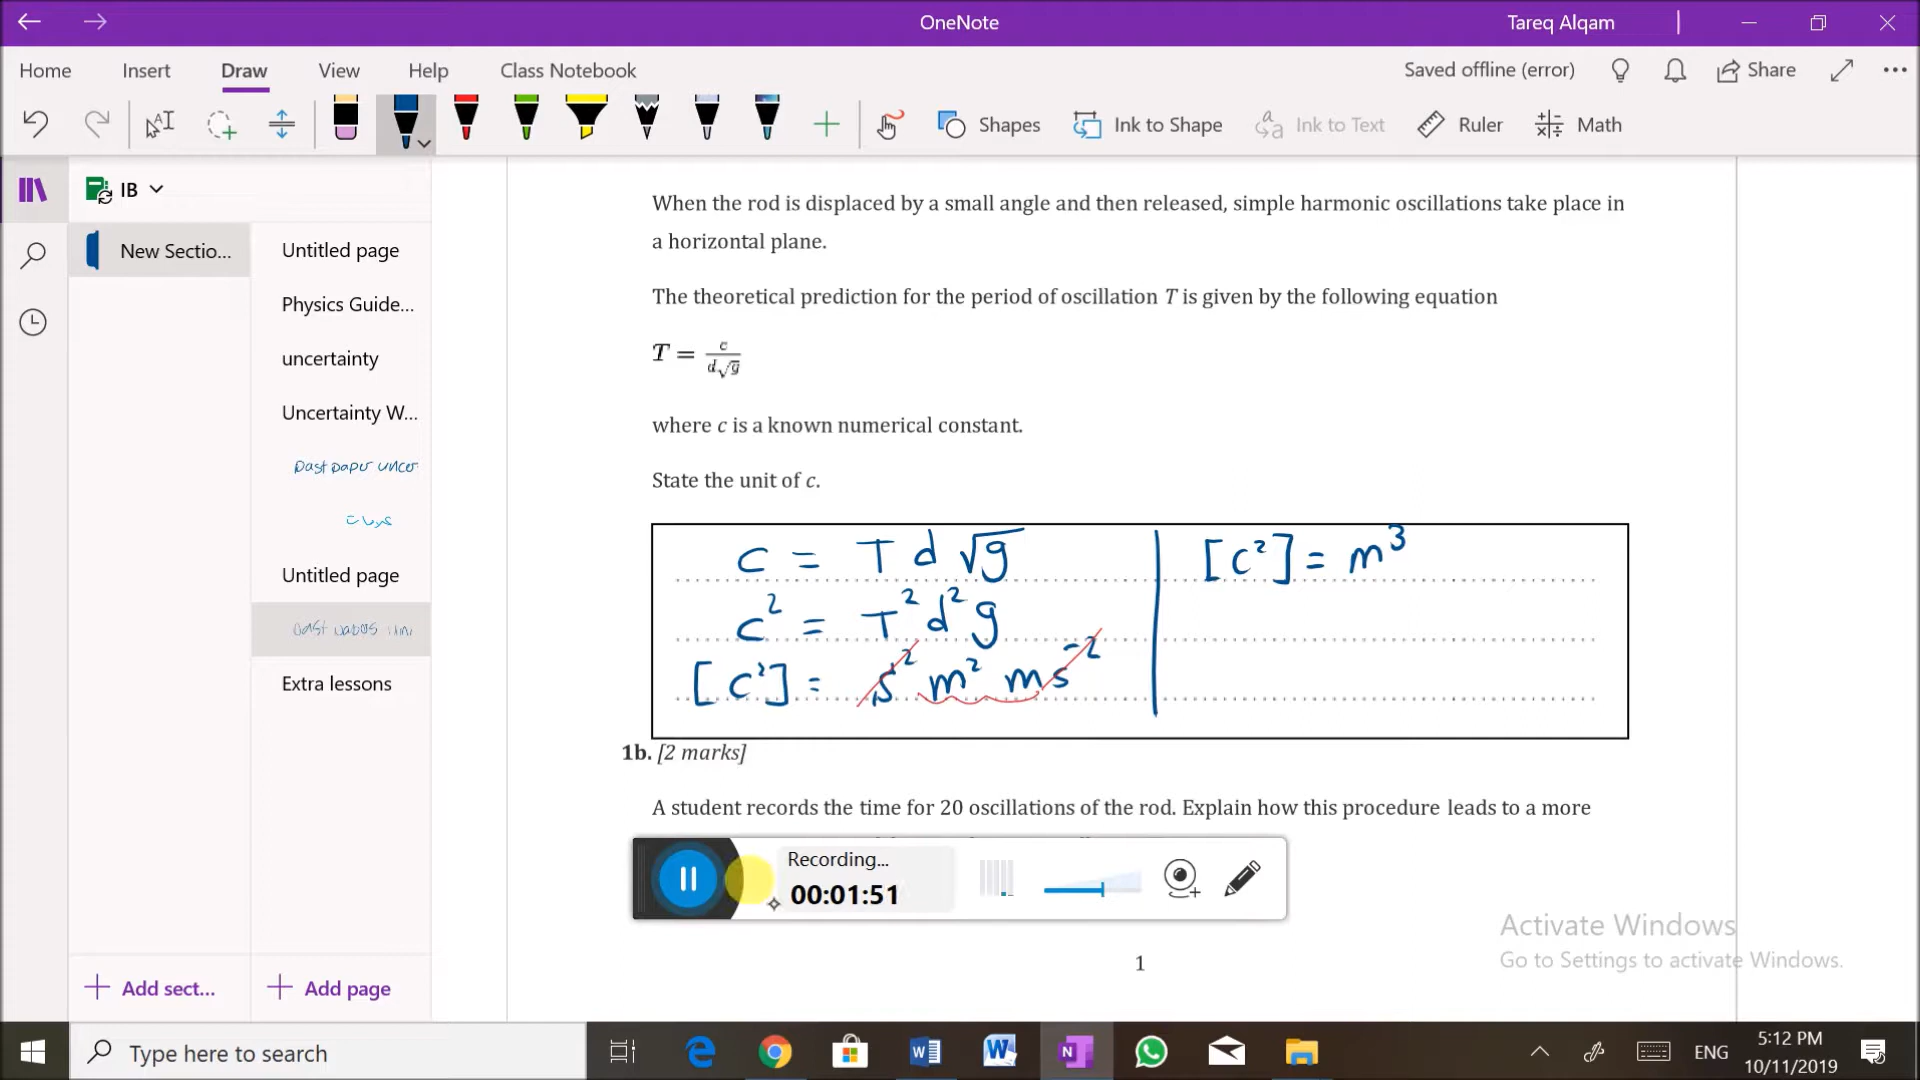 OneNote
Tareq Alqam
Home Insert Draw View Help Class Notebook
Saved offline (error) Share
Shapes Ink to Shape Ink to Text Ruler Math
IB
New Sectio...
Untitled page
Physics Guide...
uncertainty
Uncertainty W...
past paper uncer
Untitled page
Extra lessons
Add sect...
Add page
When the rod is displaced by a small angle and then released, simple harmonic oscillations take place in
a horizontal plane.
The theoretical prediction for the period of oscillation T is given by the following equation
T = c/d√g
where c is a known numerical constant.
State the unit of c.
c = T d √g
c² = T² d² g
[c²] = s² m² m s⁻²
[c²] = m³
1b. [2 marks]
A student records the time for 20 oscillations of the rod. Explain how this procedure leads to a more
Recording...
00:01:51
1
Activate Windows
Go to Settings to activate Windows.
Type here to search
ENG
5:12 PM
10/11/2019